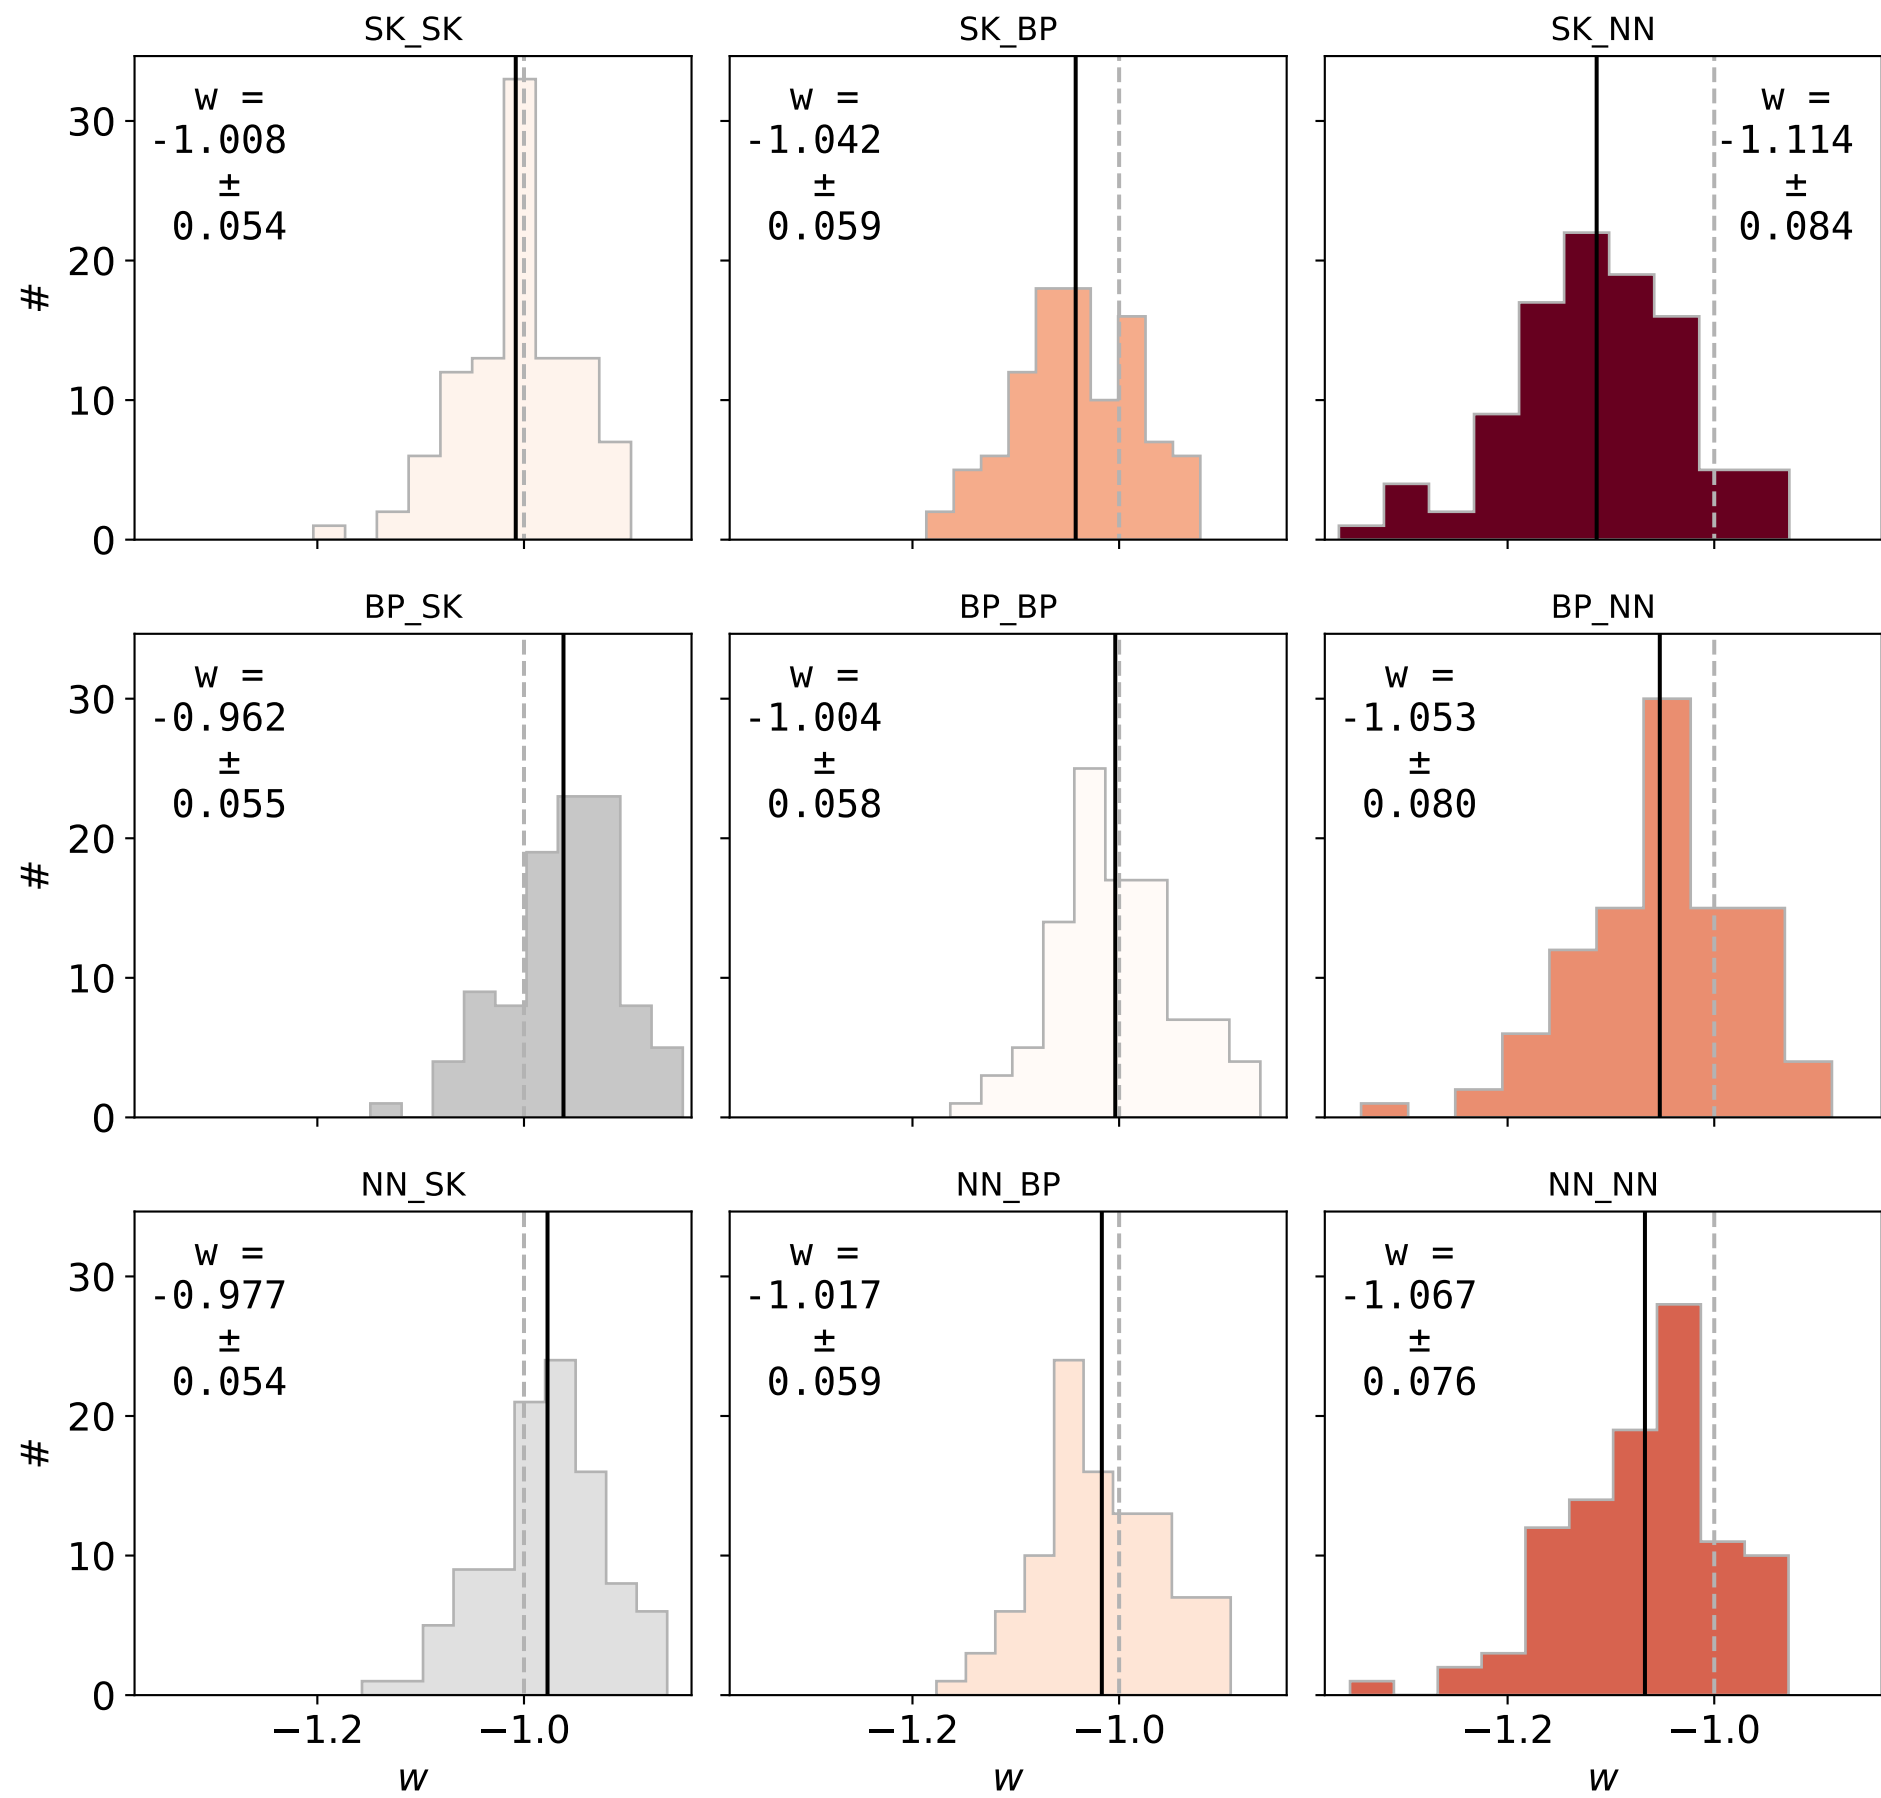 SK_SK
SK_BP
SK_NN
w =
-1.008
±
0.054
w =
-1.042
±
0.059
w =
-1.114
±
0.084
30
20
10
0
#
BP_SK
BP_BP
BP_NN
w =
-0.962
±
0.055
w =
-1.004
±
0.058
w =
-1.053
±
0.080
30
20
10
0
#
NN_SK
NN_BP
NN_NN
w =
-0.977
±
0.054
w =
-1.017
±
0.059
w =
-1.067
±
0.076
30
20
10
0
#
−1.2 −1.0
−1.2 −1.0
−1.2 −1.0
w
w
w